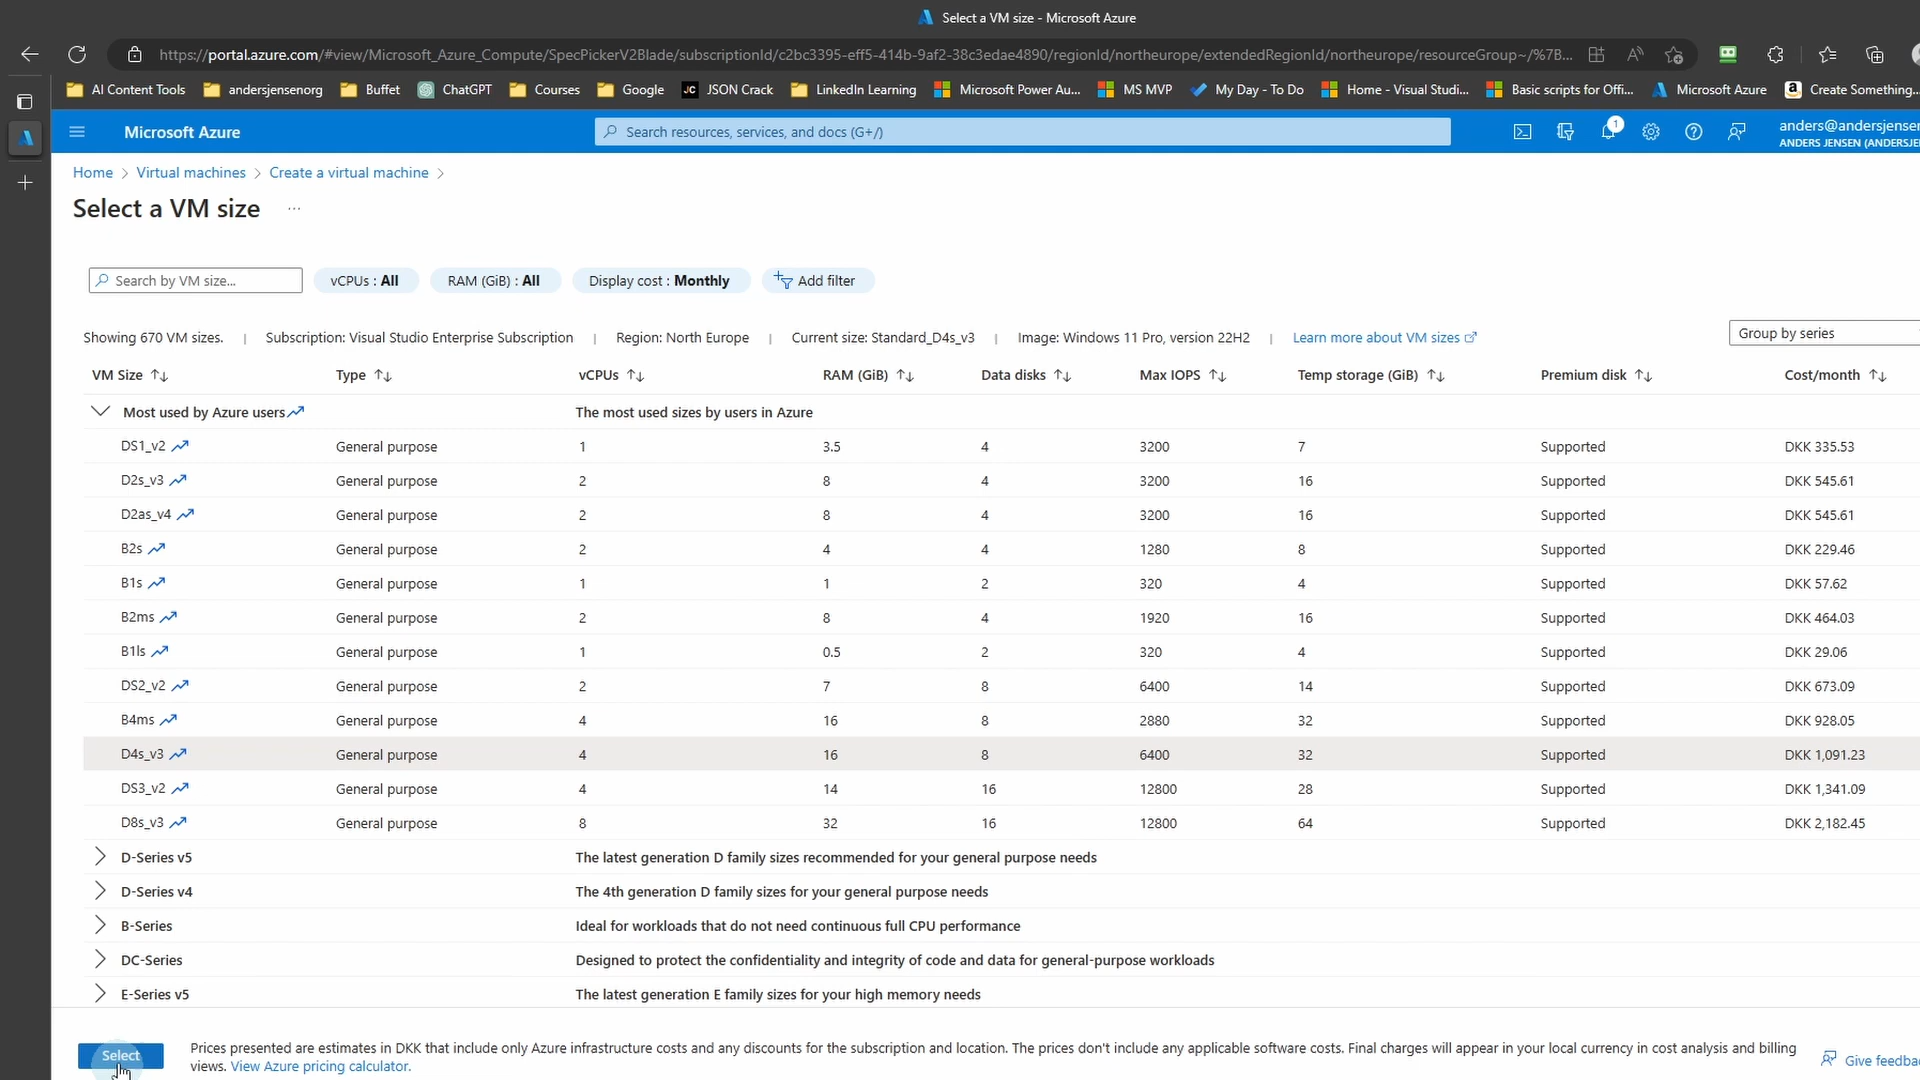 Select a VM size - Microsoft Azure
https://portal.azure.com/#view/Microsoft_Azure_Compute/SpecPickerV2Blade/subscriptionId/c2bc3395-eff5-414b-9af2-38c3edae4890/regionId/northeurope/extendedRegionId/northeurope/resourceGroup~/%7B...
AI Content Tools andersjensenorg Buffet ChatGPT Courses Google JC JSON Crack LinkedIn Learning Microsoft Power Au... MS MVP My Day - To Do Home - Visual Studi... Basic scripts for Offi... Microsoft Azure Create Something...
Microsoft Azure Search resources, services, and docs (G+/) 1 anders@andersjensen
ANDERS JENSEN (ANDERSJE
Home > Virtual machines > Create a virtual machine >
Select a VM size ...
Search by VM size... vCPUs : All RAM (GiB) : All Display cost : Monthly Add filter
Showing 670 VM sizes. | Subscription: Visual Studio Enterprise Subscription | Region: North Europe | Current size: Standard_D4s_v3 | Image: Windows 11 Pro, version 22H2 | Learn more about VM sizes Group by series
VM Size Type vCPUs RAM (GiB) Data disks Max IOPS Temp storage (GiB) Premium disk Cost/month
Most used by Azure users The most used sizes by users in Azure
DS1_v2 General purpose 1 3.5 4 3200 7 Supported DKK 335.53
D2s_v3 General purpose 2 8 4 3200 16 Supported DKK 545.61
D2as_v4 General purpose 2 8 4 3200 16 Supported DKK 545.61
B2s General purpose 2 4 4 1280 8 Supported DKK 229.46
B1s General purpose 1 1 2 320 4 Supported DKK 57.62
B2ms General purpose 2 8 4 1920 16 Supported DKK 464.03
B1ls General purpose 1 0.5 2 320 4 Supported DKK 29.06
DS2_v2 General purpose 2 7 8 6400 14 Supported DKK 673.09
B4ms General purpose 4 16 8 2880 32 Supported DKK 928.05
D4s_v3 General purpose 4 16 8 6400 32 Supported DKK 1,091.23
DS3_v2 General purpose 4 14 16 12800 28 Supported DKK 1,341.09
D8s_v3 General purpose 8 32 16 12800 64 Supported DKK 2,182.45
D-Series v5 The latest generation D family sizes recommended for your general purpose needs
D-Series v4 The 4th generation D family sizes for your general purpose needs
B-Series Ideal for workloads that do not need continuous full CPU performance
DC-Series Designed to protect the confidentiality and integrity of code and data for general-purpose workloads
E-Series v5 The latest generation E family sizes for your high memory needs
Select Prices presented are estimates in DKK that include only Azure infrastructure costs and any discounts for the subscription and location. The prices don't include any applicable software costs. Final charges will appear in your local currency in cost analysis and billing
views. View Azure pricing calculator. Give feedbac